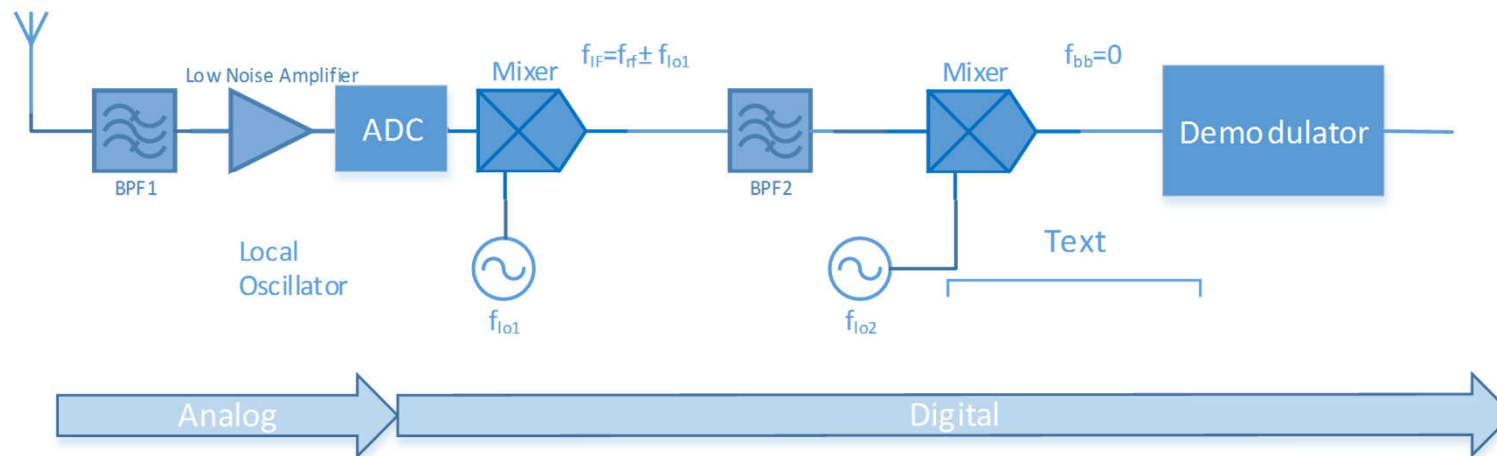 Low Noise Amplifier
Mixer
f_IF=f_rf± f_lo1
Mixer
f_bb=0
ADC
Demodulator
BPF1
BPF2
Local
Oscillator
Text
f_lo1
f_lo2
Analog
Digital